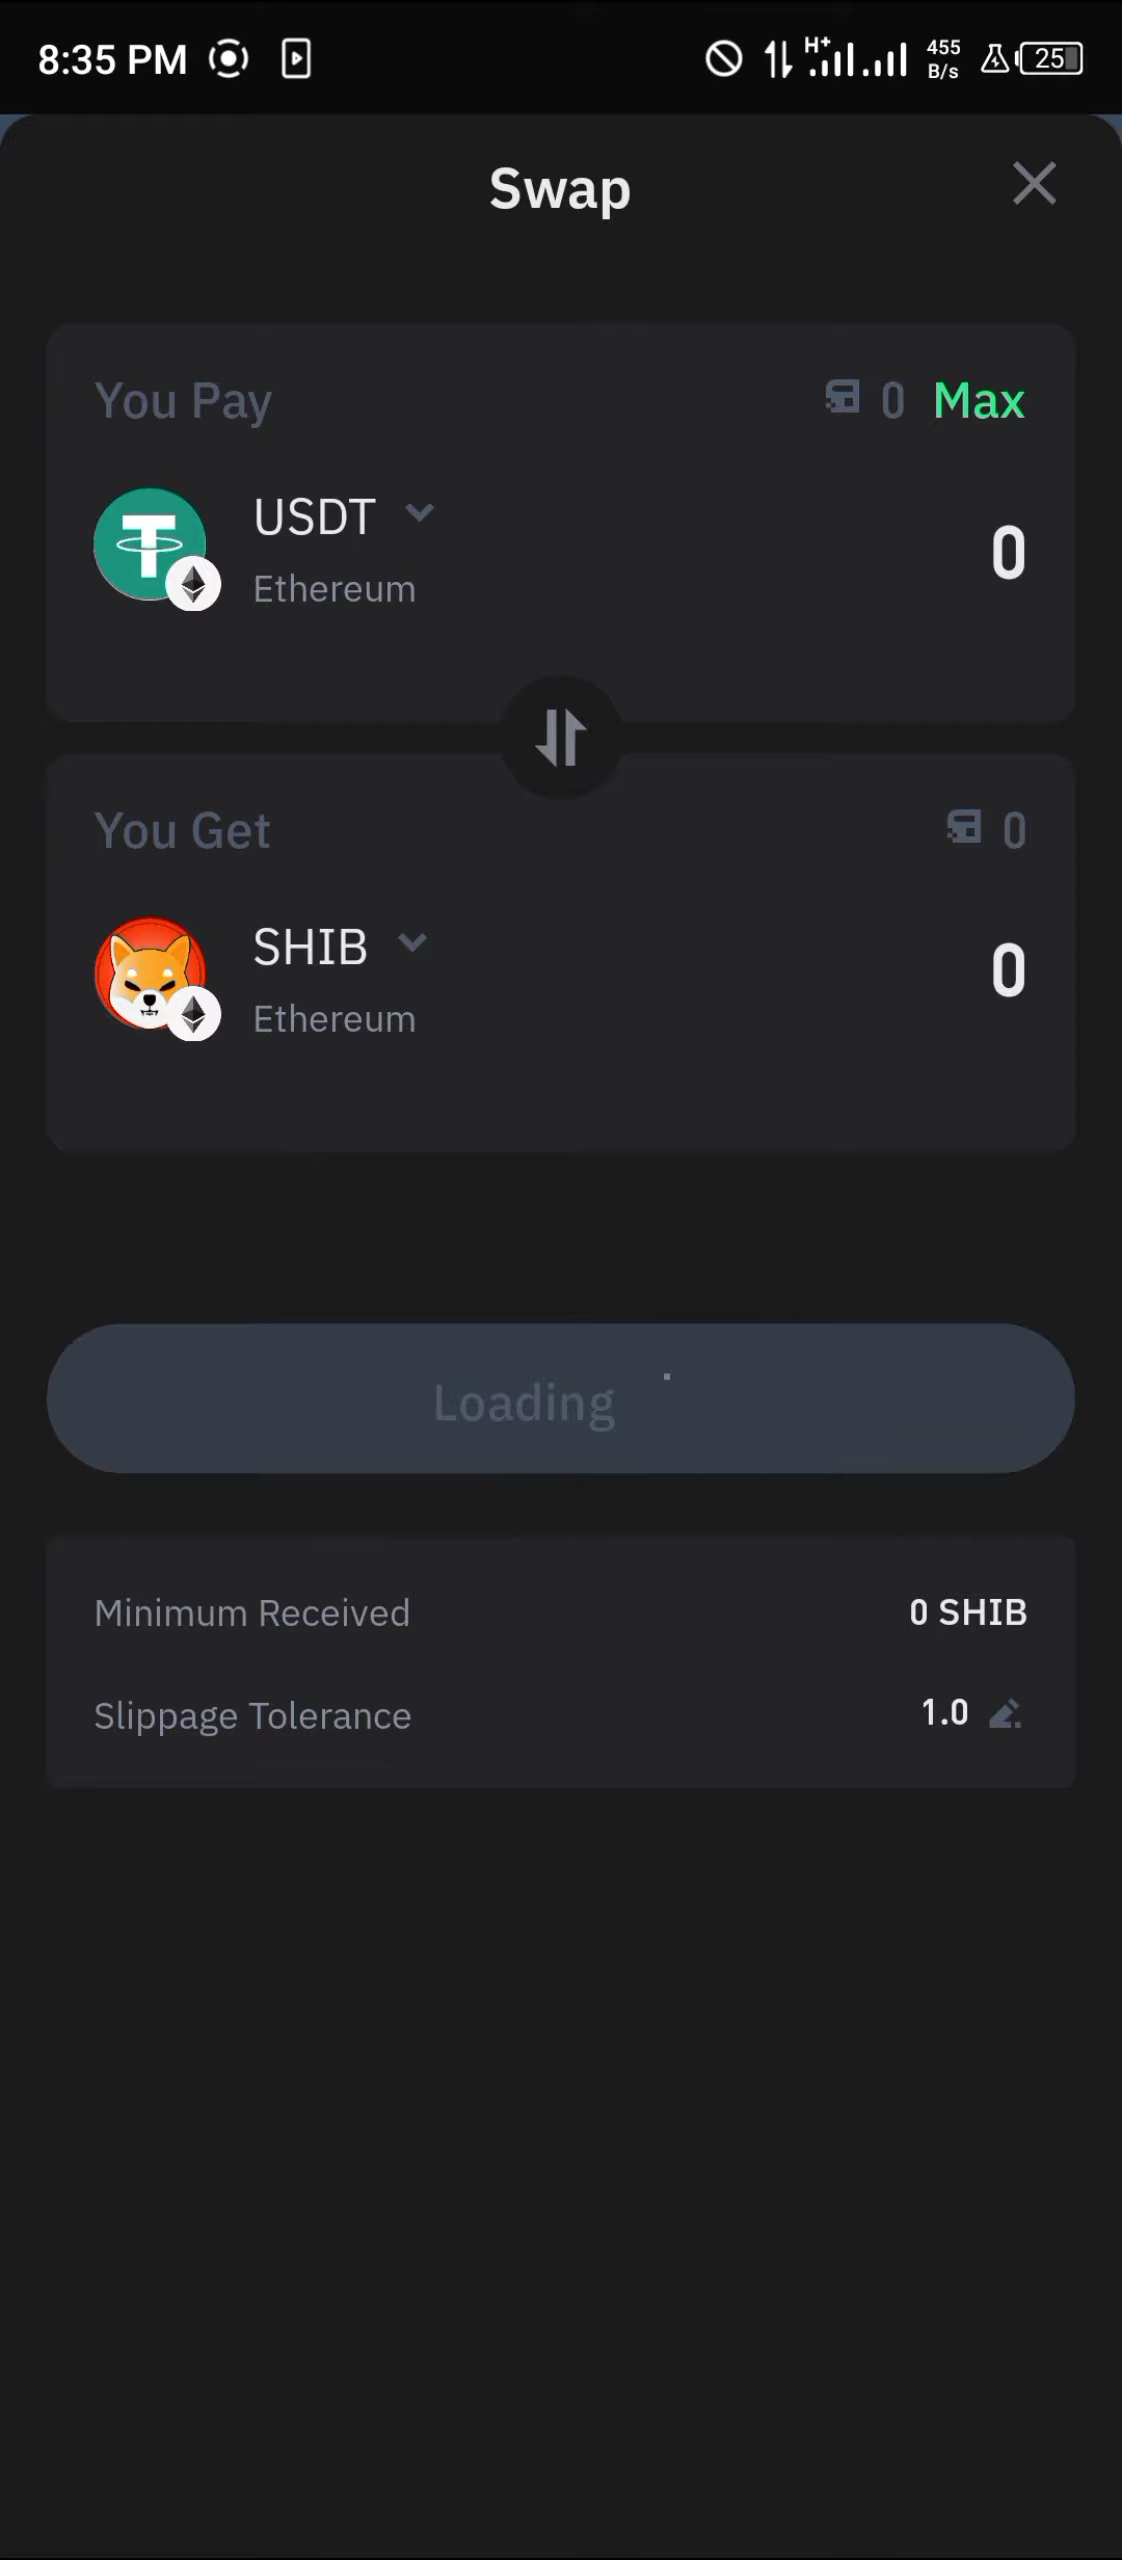 8:35 PM
H+
455
B/s
25
Swap
You Pay
0 Max
USDT
Ethereum
0
You Get
0
SHIB
Ethereum
0
Loading
Minimum Received
0 SHIB
Slippage Tolerance
1.0